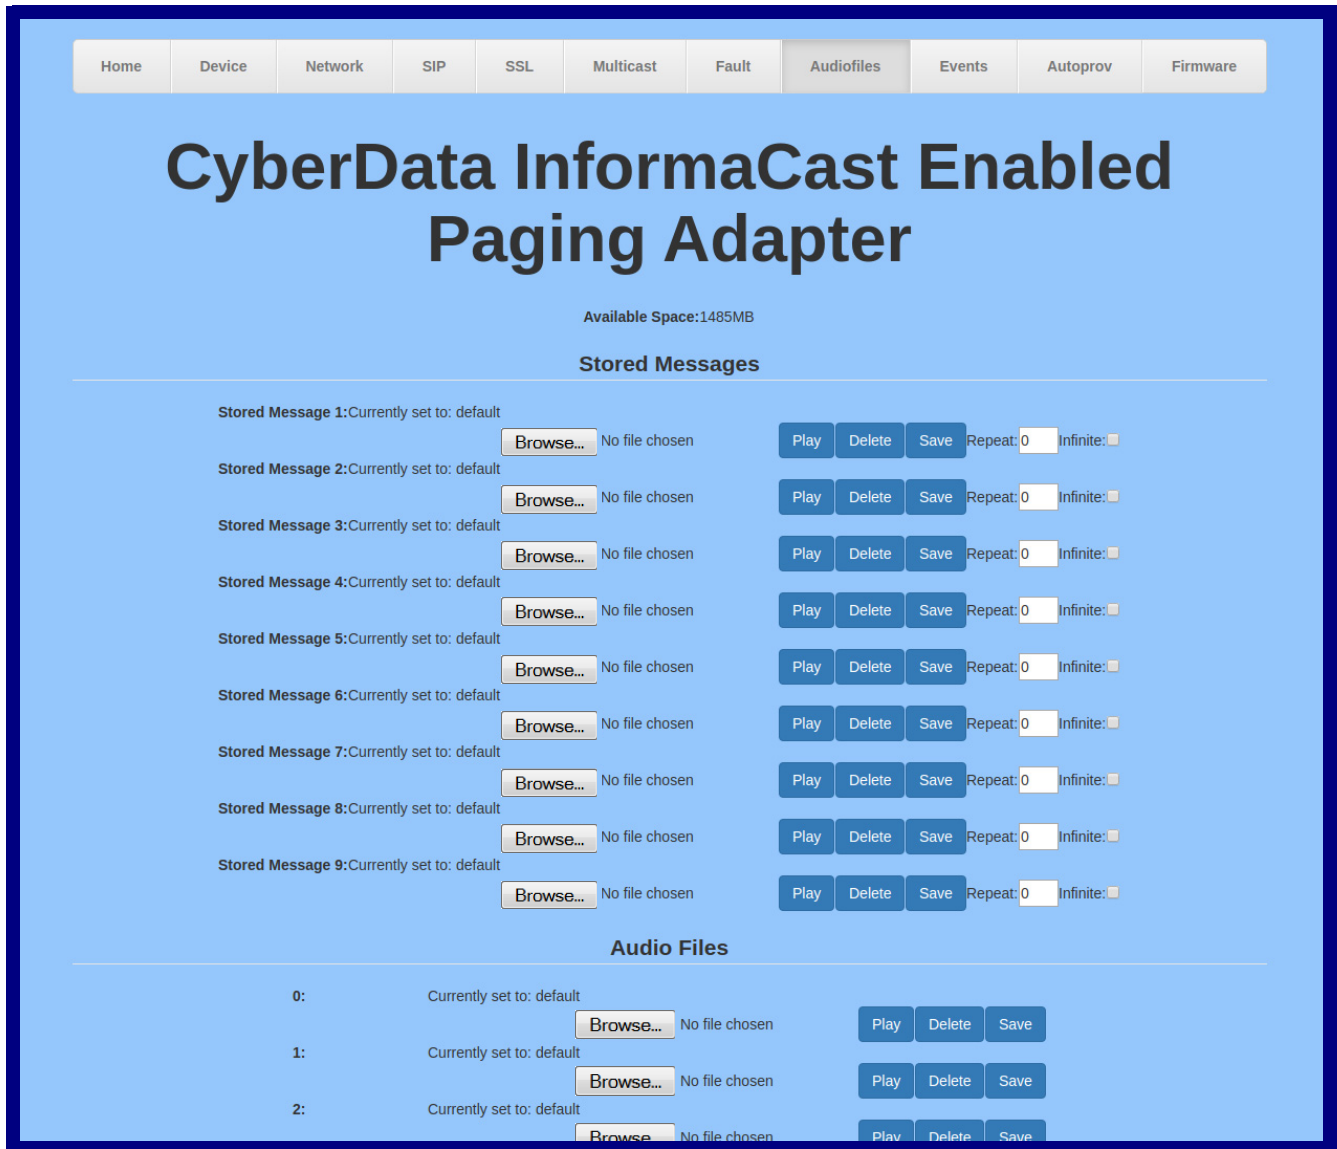 Home Device Network SIP SSL Multicast Fault Audiofiles Events Autoprov Firmware
CyberData InformaCast Enabled
Paging Adapter
Available Space:1485MB
Stored Messages
Stored Message 1:Currently set to: default
Browse... No file chosen Play Delete Save Repeat: 0 Infinite:
Stored Message 2:Currently set to: default
Browse... No file chosen Play Delete Save Repeat: 0 Infinite:
Stored Message 3:Currently set to: default
Browse... No file chosen Play Delete Save Repeat: 0 Infinite:
Stored Message 4:Currently set to: default
Browse... No file chosen Play Delete Save Repeat: 0 Infinite:
Stored Message 5:Currently set to: default
Browse... No file chosen Play Delete Save Repeat: 0 Infinite:
Stored Message 6:Currently set to: default
Browse... No file chosen Play Delete Save Repeat: 0 Infinite:
Stored Message 7:Currently set to: default
Browse... No file chosen Play Delete Save Repeat: 0 Infinite:
Stored Message 8:Currently set to: default
Browse... No file chosen Play Delete Save Repeat: 0 Infinite:
Stored Message 9:Currently set to: default
Browse... No file chosen Play Delete Save Repeat: 0 Infinite:
Audio Files
0: Currently set to: default
Browse... No file chosen Play Delete Save
1: Currently set to: default
Browse... No file chosen Play Delete Save
2: Currently set to: default
Browse... No file chosen Play Delete Save